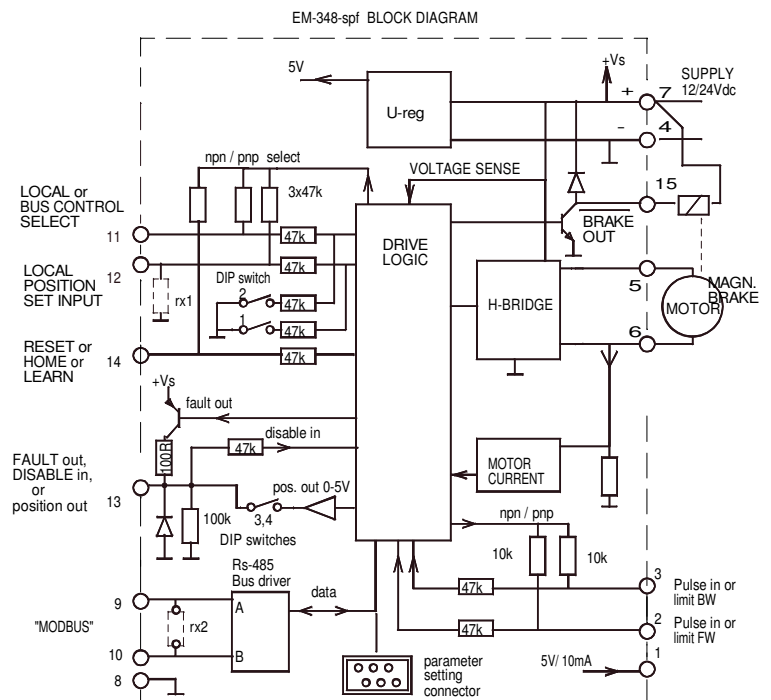 EM-348-spf BLOCK DIAGRAM
5V
U-reg
+Vs
+
7
SUPPLY
12/24Vdc
-
4
npn / pnp select
3x47k
VOLTAGE SENSE
15
BRAKE
OUT
LOCAL or
BUS CONTROL
SELECT
11
47k
DRIVE
LOGIC
LOCAL
POSITION
SET INPUT
12
47k
rx1
DIP switch
2
47k
1
47k
H-BRIDGE
5
MAGN.
BRAKE
MOTOR
6
RESET or
HOME or
LEARN
14
47k
+Vs
fault out
100R
disable in
47k
FAULT out,
DISABLE in,
or
position out
13
pos. out 0-5V
100k
3,4
DIP switches
MOTOR
CURRENT
npn / pnp
10k
10k
Rs-485
Bus driver
9
A
data
"MODBUS"
rx2
10
B
8
47k
3
Pulse in or
limit BW
47k
2
Pulse in or
limit FW
1
5V/ 10mA
parameter
setting
connector